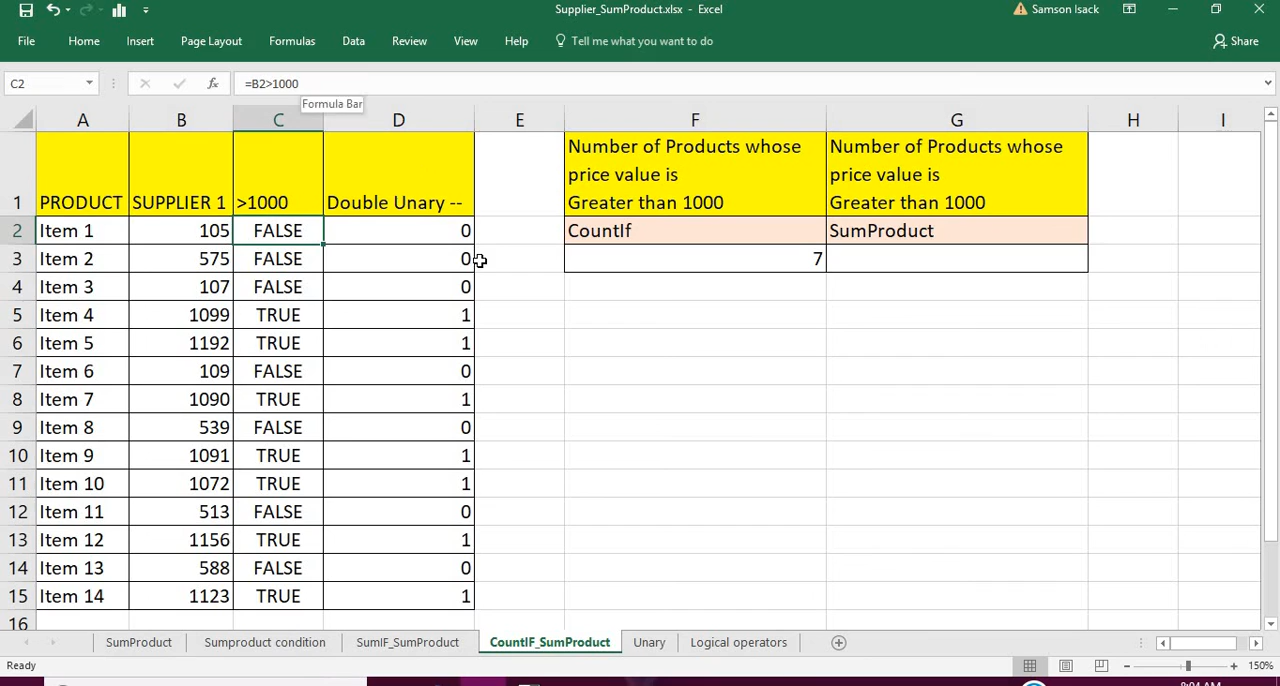 Supplier_SumProduct.xlsx - Excel
Samson Isack
File Home Insert Page Layout Formulas Data Review View Help Tell me what you want to do Share
C2 fx =B2>1000
Formula Bar
A B C D E F G H I
1 PRODUCT SUPPLIER 1 >1000 Double Unary --
Number of Products whose
price value is
Greater than 1000
Number of Products whose
price value is
Greater than 1000
2 Item 1 105 FALSE 0 CountIf SumProduct
3 Item 2 575 FALSE 0 7
4 Item 3 107 FALSE 0
5 Item 4 1099 TRUE 1
6 Item 5 1192 TRUE 1
7 Item 6 109 FALSE 0
8 Item 7 1090 TRUE 1
9 Item 8 539 FALSE 0
10 Item 9 1091 TRUE 1
11 Item 10 1072 TRUE 1
12 Item 11 513 FALSE 0
13 Item 12 1156 TRUE 1
14 Item 13 588 FALSE 0
15 Item 14 1123 TRUE 1
16
SumProduct Sumproduct condition SumIF_SumProduct CountIF_SumProduct Unary Logical operators
Ready 150%